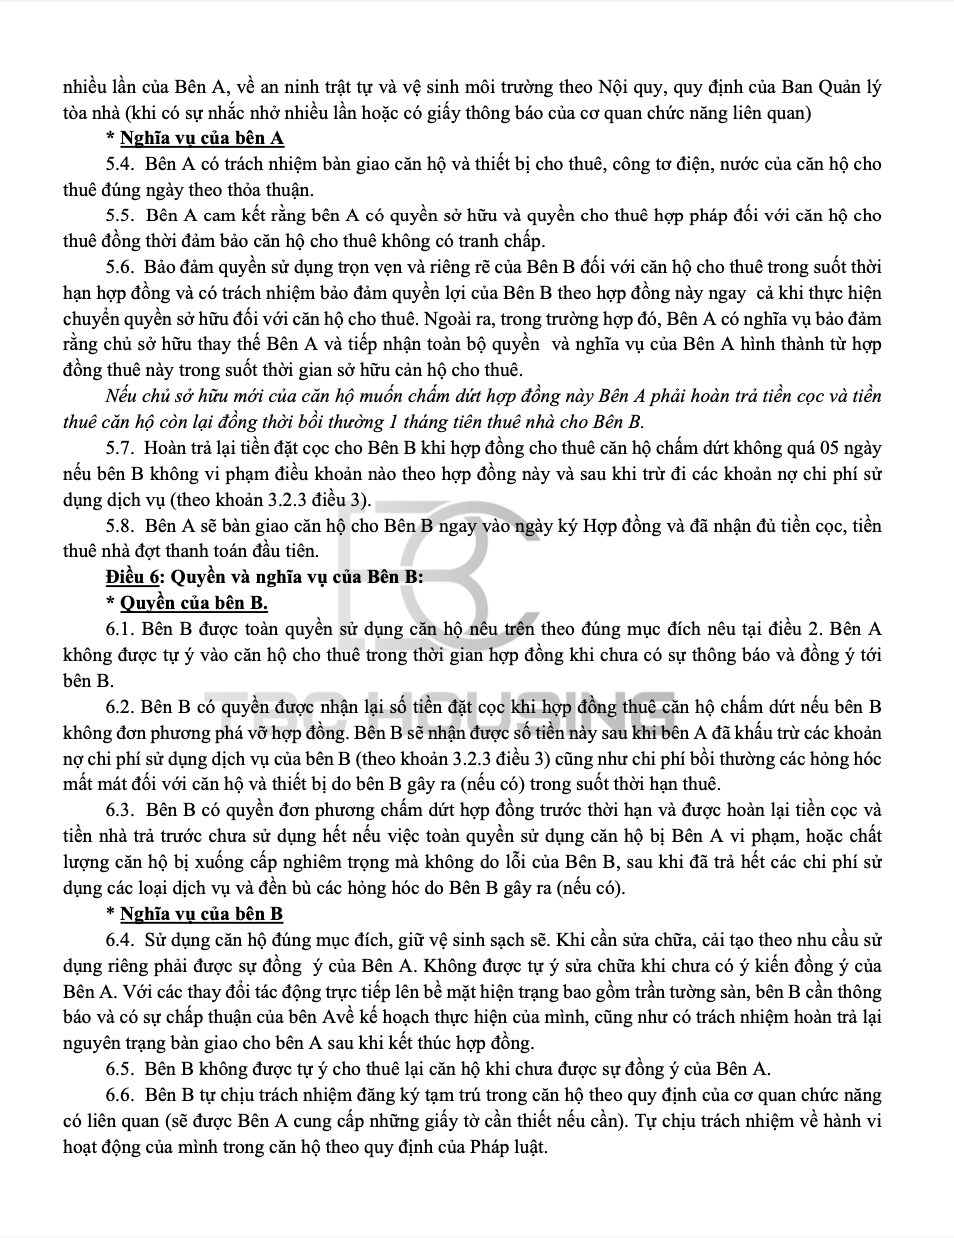 nhiều lần của Bên A, về an ninh trật tự và vệ sinh môi trường theo Nội quy, quy định của Ban Quản lý
tòa nhà (khi có sự nhắc nhở nhiều lần hoặc có giấy thông báo của cơ quan chức năng liên quan)
* Nghĩa vụ của bên A
5.4. Bên A có trách nhiệm bàn giao căn hộ và thiết bị cho thuê, công tơ điện, nước của căn hộ cho
thuê đúng ngày theo thỏa thuận.
5.5. Bên A cam kết rằng bên A có quyền sở hữu và quyền cho thuê hợp pháp đối với căn hộ cho
thuê đồng thời đảm bảo căn hộ cho thuê không có tranh chấp.
5.6. Bảo đảm quyền sử dụng trọn vẹn và riêng rẽ của Bên B đối với căn hộ cho thuê trong suốt thời
hạn hợp đồng và có trách nhiệm bảo đảm quyền lợi của Bên B theo hợp đồng này ngay cả khi thực hiện
chuyển quyền sở hữu đối với căn hộ cho thuê. Ngoài ra, trong trường hợp đó, Bên A có nghĩa vụ bảo đảm
rằng chủ sở hữu thay thế Bên A và tiếp nhận toàn bộ quyền và nghĩa vụ của Bên A hình thành từ hợp
đồng thuê này trong suốt thời gian sở hữu cản hộ cho thuê.
Nếu chủ sở hữu mới của căn hộ muốn chấm dứt hợp đồng này Bên A phải hoàn trả tiền cọc và tiền
thuê căn hộ còn lại đồng thời bồi thường 1 tháng tiên thuê nhà cho Bên B.
5.7. Hoàn trả lại tiền đặt cọc cho Bên B khi hợp đồng cho thuê căn hộ chấm dứt không quá 05 ngày
nếu bên B không vi phạm điều khoản nào theo hợp đồng này và sau khi trừ đi các khoản nợ chi phí sử
dụng dịch vụ (theo khoản 3.2.3 điều 3).
5.8. Bên A sẽ bàn giao căn hộ cho Bên B ngay vào ngày ký Hợp đồng và đã nhận đủ tiền cọc, tiền
thuê nhà đợt thanh toán đầu tiên.
Điều 6: Quyền và nghĩa vụ của Bên B:
* Quyền của bên B.
6.1. Bên B được toàn quyền sử dụng căn hộ nêu trên theo đúng mục đích nêu tại điều 2. Bên A
không được tự ý vào căn hộ cho thuê trong thời gian hợp đồng khi chưa có sự thông báo và đồng ý tới
bên B.
TBC HOUSING
6.2. Bên B có quyền được nhận lại số tiền đặt cọc khi hợp đồng thuê căn hộ chấm dứt nếu bên B
không đơn phương phá vỡ hợp đồng. Bên B sẽ nhận được số tiền này sau khi bên A đã khấu trừ các khoản
nợ chi phí sử dụng dịch vụ của bên B (theo khoản 3.2.3 điều 3) cũng như chi phí bồi thường các hỏng hóc
mất mát đối với căn hộ và thiết bị do bên B gây ra (nếu có) trong suốt thời hạn thuê.
6.3. Bên B có quyền đơn phương chấm dứt hợp đồng trước thời hạn và được hoàn lại tiền cọc và
tiền nhà trả trước chưa sử dụng hết nếu việc toàn quyền sử dụng căn hộ bị Bên A vi phạm, hoặc chất
lượng căn hộ bị xuống cấp nghiêm trọng mà không do lỗi của Bên B, sau khi đã trả hết các chi phí sử
dụng các loại dịch vụ và đền bù các hỏng hóc do Bên B gây ra (nếu có).
* Nghĩa vụ của bên B
6.4. Sử dụng căn hộ đúng mục đích, giữ vệ sinh sạch sẽ. Khi cần sửa chữa, cải tạo theo nhu cầu sử
dụng riêng phải được sự đồng ý của Bên A. Không được tự ý sửa chữa khi chưa có ý kiến đồng ý của
Bên A. Với các thay đổi tác động trực tiếp lên bề mặt hiện trạng bao gồm trần tường sàn, bên B cần thông
báo và có sự chấp thuận của bên Avề kế hoạch thực hiện của mình, cũng như có trách nhiệm hoàn trả lại
nguyên trạng bàn giao cho bên A sau khi kết thúc hợp đồng.
6.5. Bên B không được tự ý cho thuê lại căn hộ khi chưa được sự đồng ý của Bên A.
6.6. Bên B tự chịu trách nhiệm đăng ký tạm trú trong căn hộ theo quy định của cơ quan chức năng
có liên quan (sẽ được Bên A cung cấp những giấy tờ cần thiết nếu cần). Tự chịu trách nhiệm về hành vi
hoạt động của mình trong căn hộ theo quy định của Pháp luật.